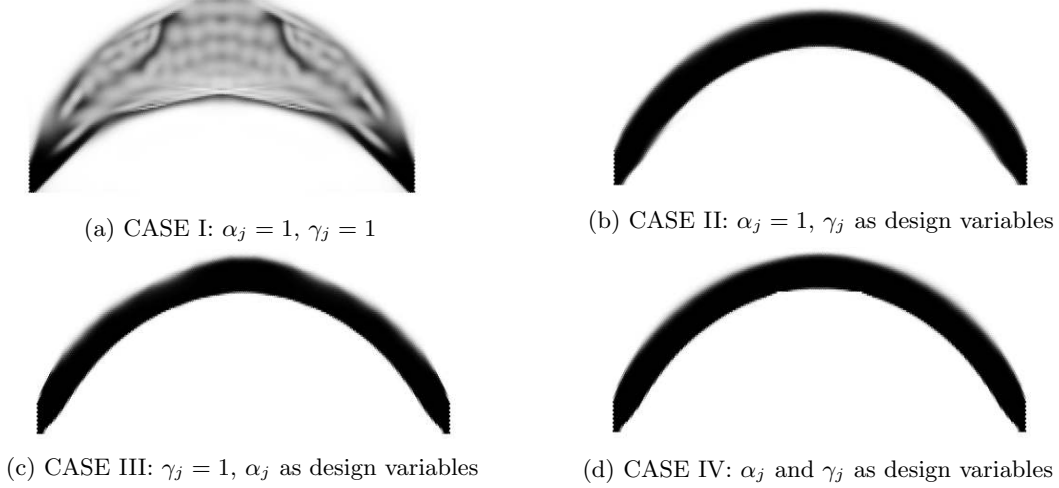 (a) CASE I: αⱼ = 1, γⱼ = 1
(b) CASE II: αⱼ = 1, γⱼ as design variables
(c) CASE III: γⱼ = 1, αⱼ as design variables
(d) CASE IV: αⱼ and γⱼ as design variables